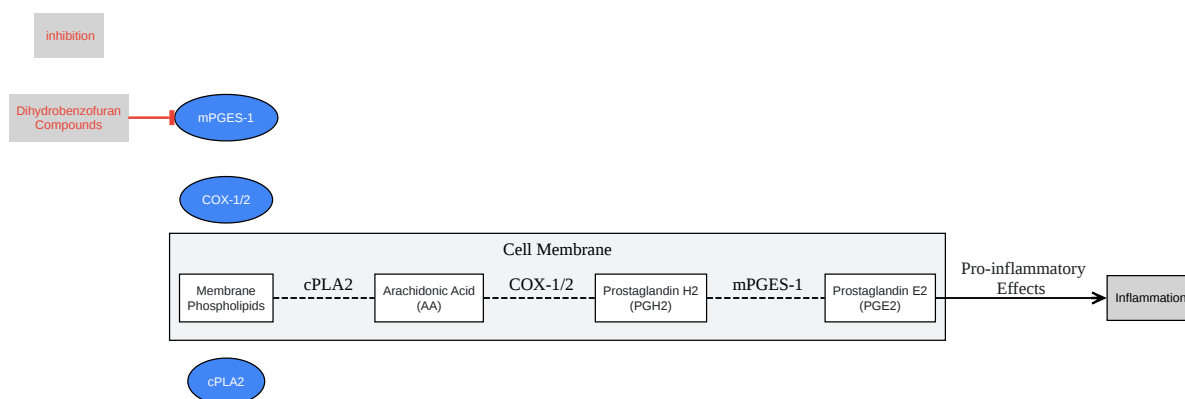 inhibition
Dihydrobenzofuran
Compounds
mPGES-1
COX-1/2
Cell Membrane
Membrane
Phospholipids
cPLA2
Arachidonic Acid
(AA)
COX-1/2
Prostaglandin H2
(PGH2)
mPGES-1
Prostaglandin E2
(PGE2)
Pro-inflammatory
Effects
Inflammation
cPLA2